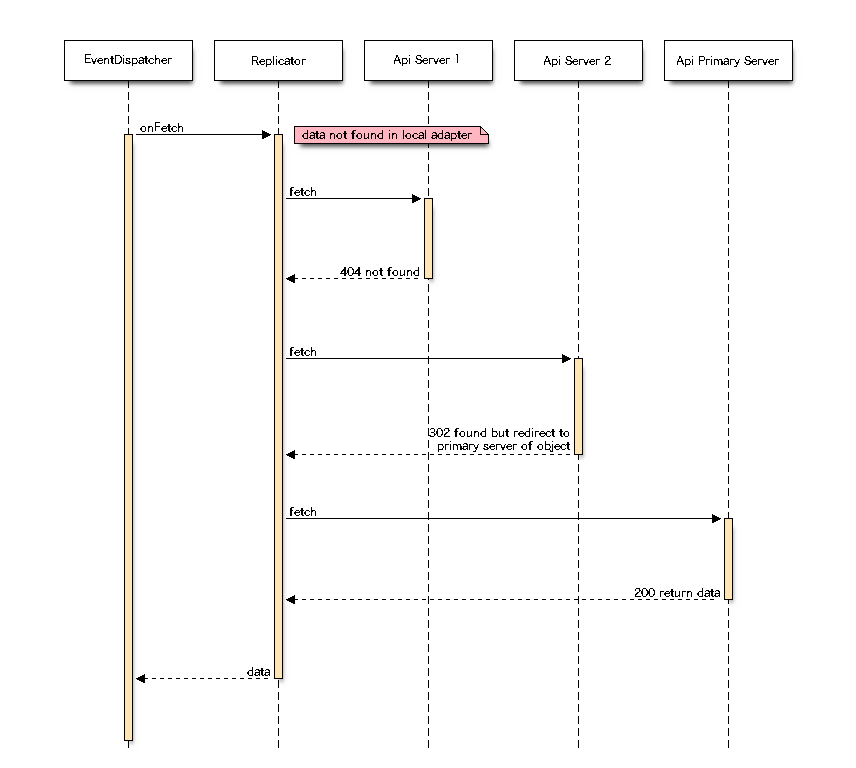 EventDispatcher
Replicator
Api Server 1
Api Server 2
Api Primary Server
onFetch
data not found in local adapter
fetch
404 not found
fetch
302 found but redirect to
primary server of object
fetch
200 return data
data